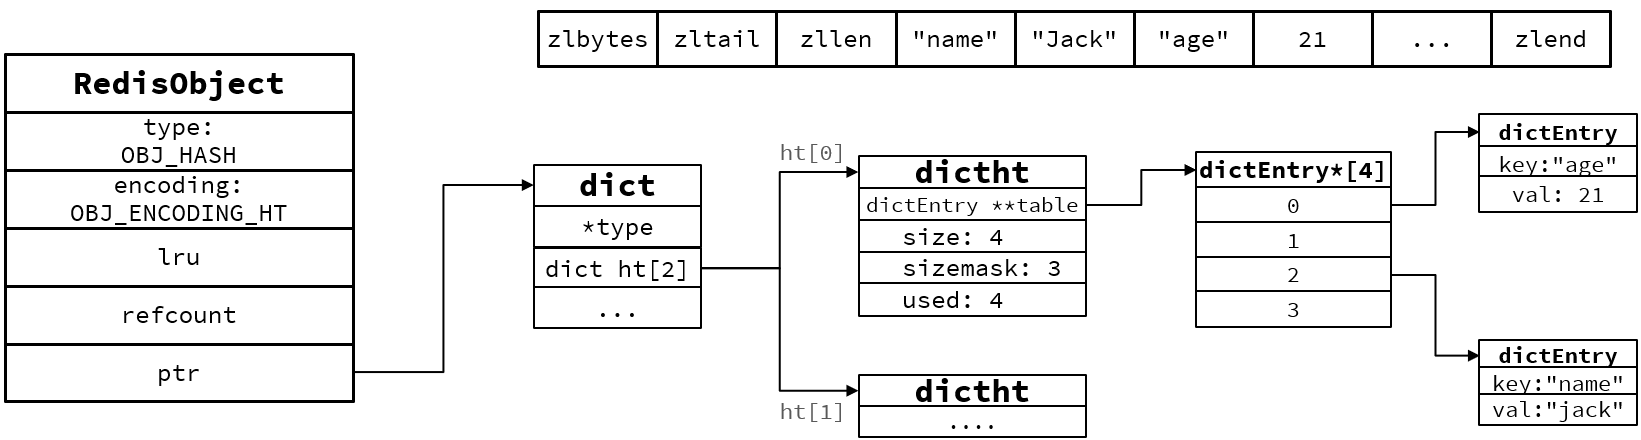 zlbytes zltail zllen "name" "Jack" "age" 21 ... zlend
RedisObject
type:
OBJ_HASH
encoding:
OBJ_ENCODING_HT
lru
refcount
ptr
dict
*type
dict ht[2]
...
ht[0]
dictht
dictEntry **table
size: 4
sizemask: 3
used: 4
ht[1]
dictht
....
dictEntry*[4]
0
1
2
3
dictEntry
key:"age"
val: 21
dictEntry
key:"name"
val:"jack"